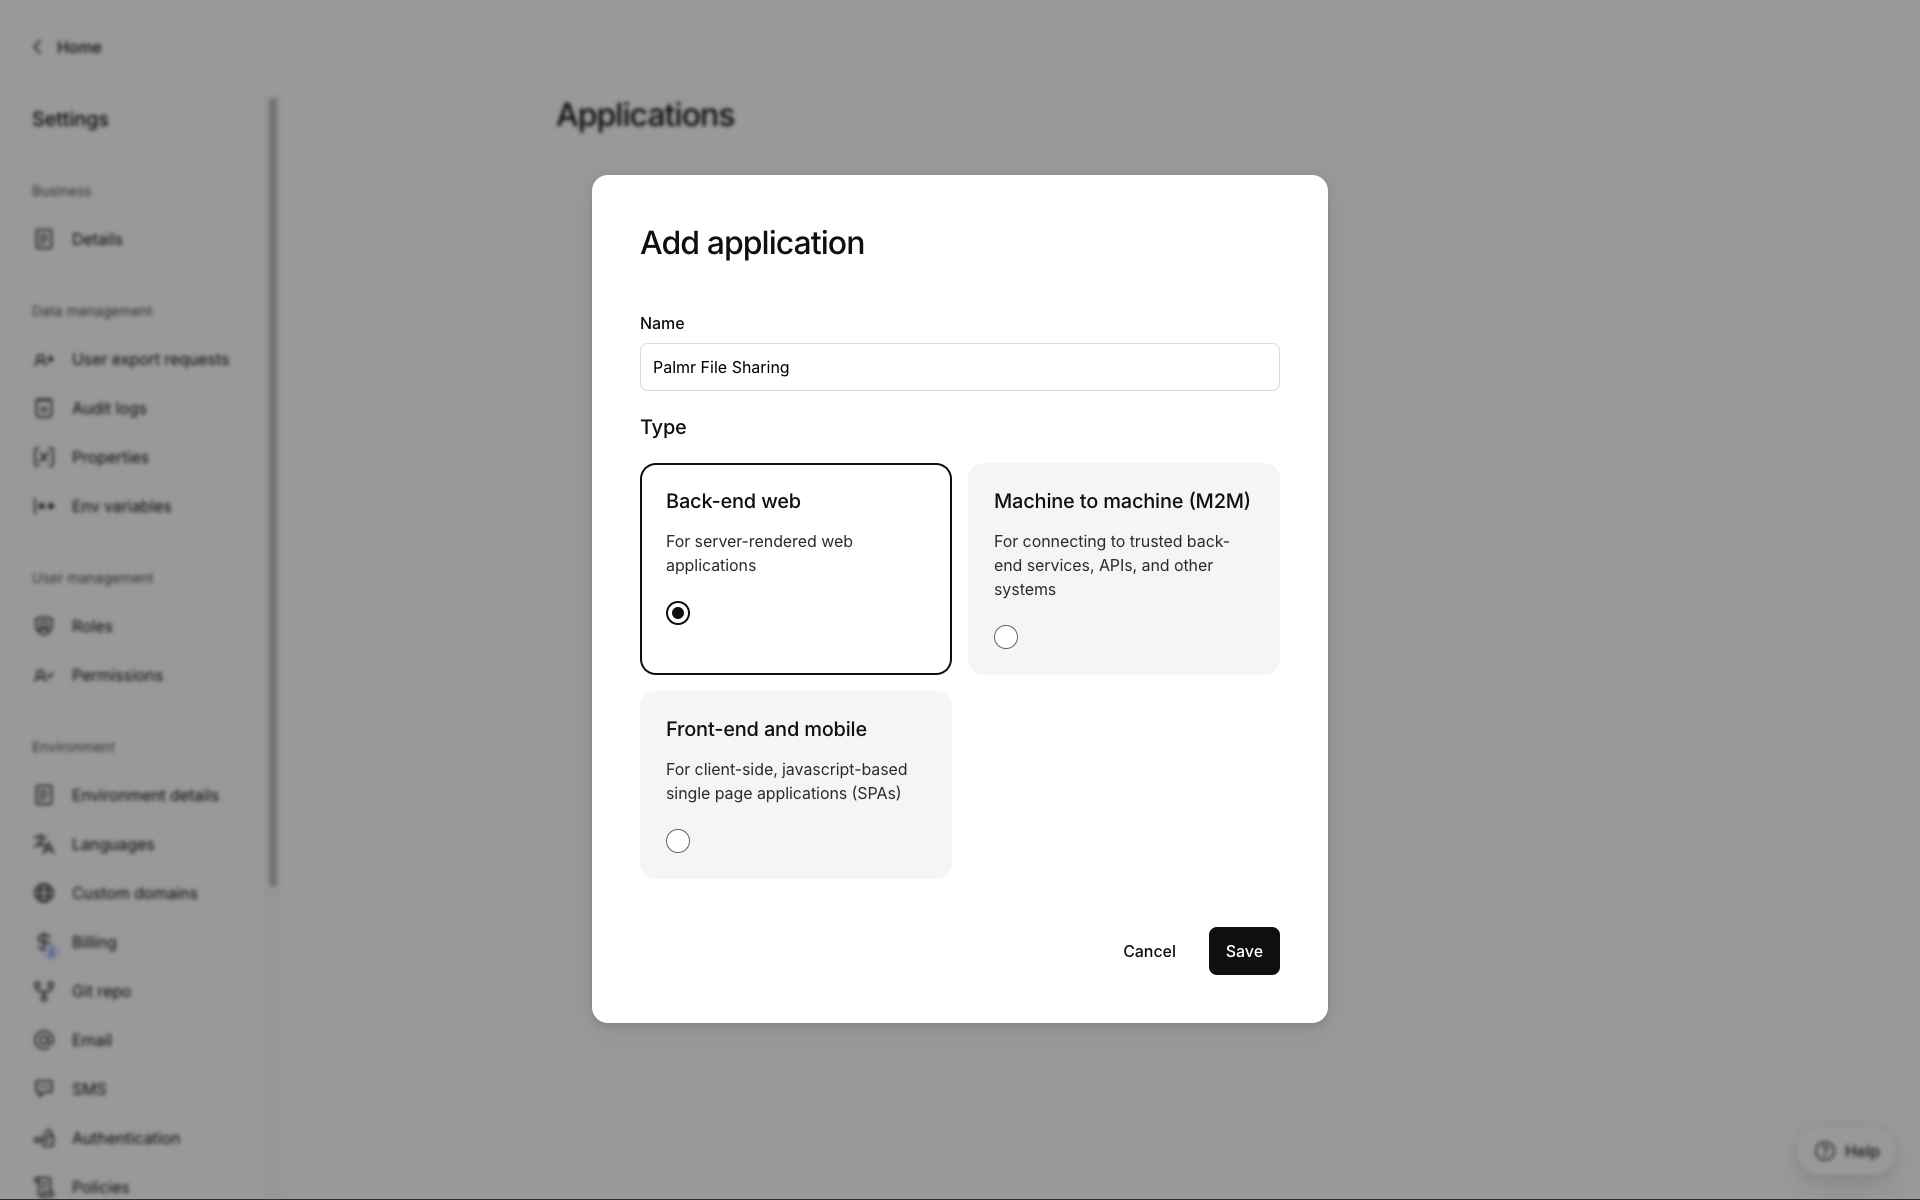 Home
Settings
Business
Details
Data management
User export requests
Audit logs
Properties
Env variables
User management
Roles
Permissions
Environment
Environment details
Languages
Custom domains
Billing
Git repo
Email
SMS
Authentication
Policies
Applications
Add application
Name
Palmr File Sharing
Type
Back-end web
For server-rendered web
applications
Machine to machine (M2M)
For connecting to trusted back-
end services, APIs, and other
systems
Front-end and mobile
For client-side, javascript-based
single page applications (SPAs)
Cancel
Save
Help